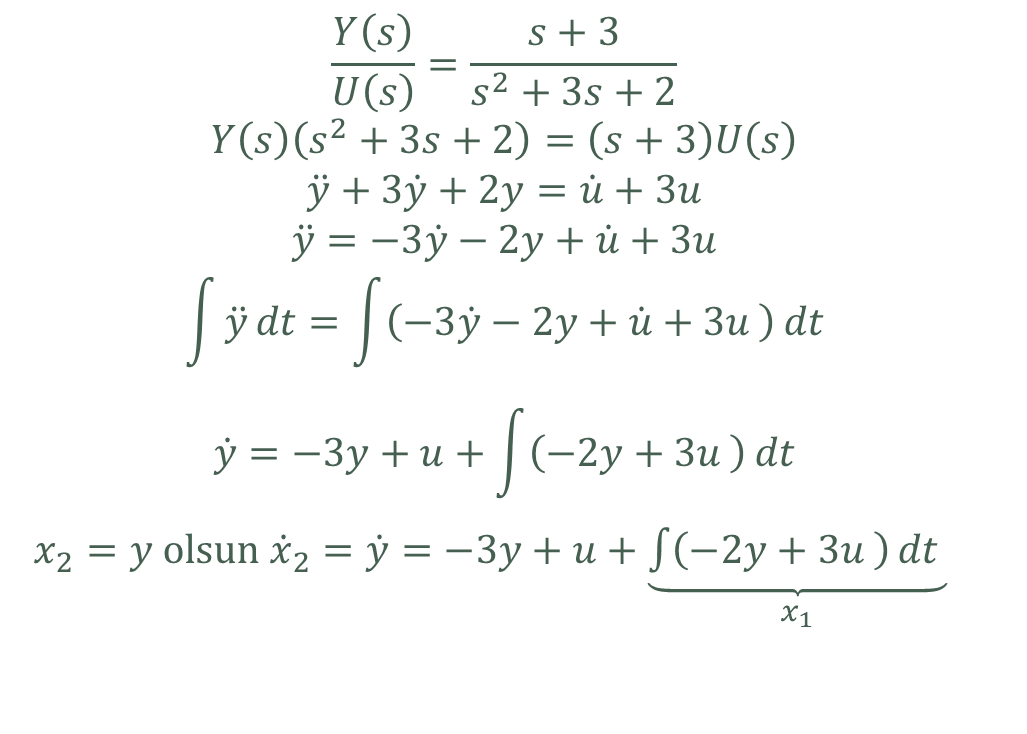 Y(s)/U(s) = (s + 3)/(s² + 3s + 2)
Y(s)(s² + 3s + 2) = (s + 3)U(s)
ÿ + 3ẏ + 2y = u̇ + 3u
ÿ = −3ẏ − 2y + u̇ + 3u
∫ ÿ dt = ∫ (−3ẏ − 2y + u̇ + 3u ) dt
ẏ = −3y + u + ∫ (−2y + 3u ) dt
x₂ = y olsun ẋ₂ = ẏ = −3y + u + ∫(−2y + 3u ) dt
x₁